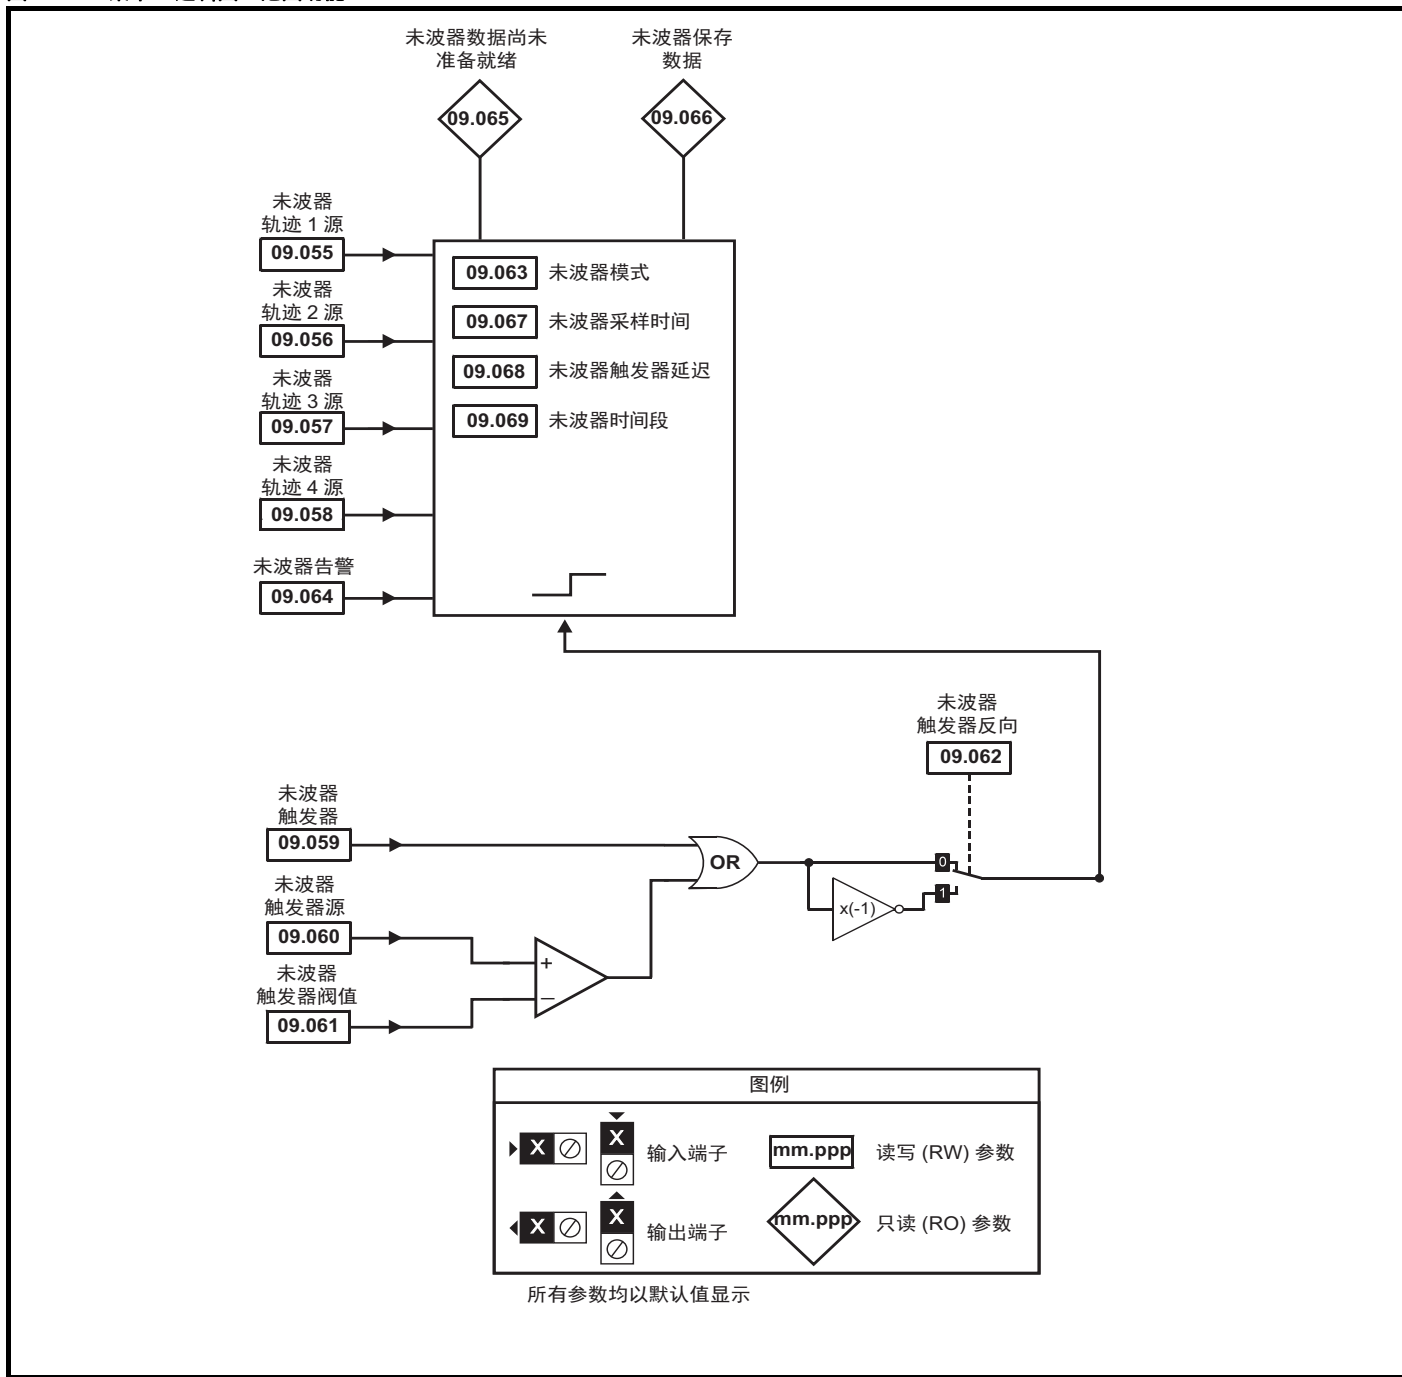 未波器数据尚未
准备就绪
未波器保存
数据
09.065
09.066
未波器
轨迹 1 源
09.055
未波器
轨迹 2 源
09.056
未波器
轨迹 3 源
09.057
未波器
轨迹 4 源
09.058
未波器告警
09.064
09.063 未波器模式
09.067 未波器采样时间
09.068 未波器触发器延迟
09.069 未波器时间段
未波器
触发器反向
09.062
未波器
触发器
09.059
未波器
触发器源
09.060
未波器
触发器阀值
09.061
OR
0
1
x(-1)
+
−
图例
X
X
输入端子
mm.ppp
读写 (RW) 参数
X
X
输出端子
mm.ppp
只读 (RO) 参数
所有参数均以默认值显示